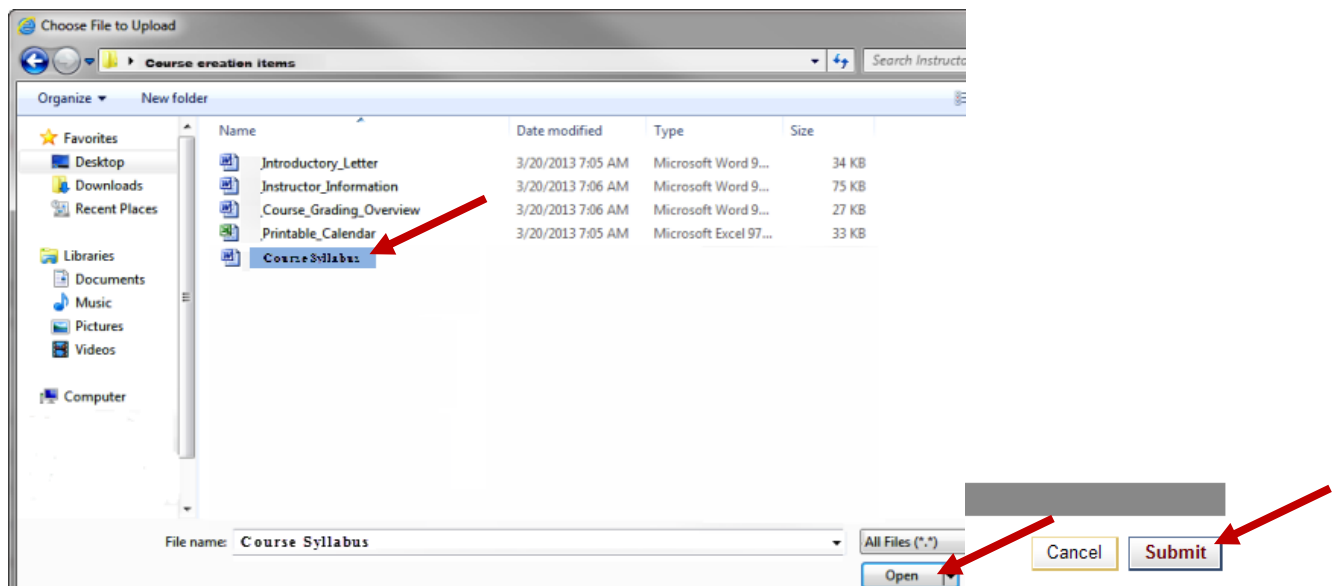 Choose File to Upload
Course creation items
Search Instructo
Organize New folder
Favorites
Desktop
Downloads
Recent Places
Libraries
Documents
Music
Pictures
Videos
Computer
Name Date modified Type Size
Introductory_Letter 3/20/2013 7:05 AM Microsoft Word 9... 34 KB
Instructor_Information 3/20/2013 7:06 AM Microsoft Word 9... 75 KB
Course_Grading_Overview 3/20/2013 7:06 AM Microsoft Word 9... 27 KB
Printable_Calendar 3/20/2013 7:05 AM Microsoft Excel 97... 33 KB
Course Syllabus
File name: Course Syllabus All Files (*.*)
Open
Cancel Submit